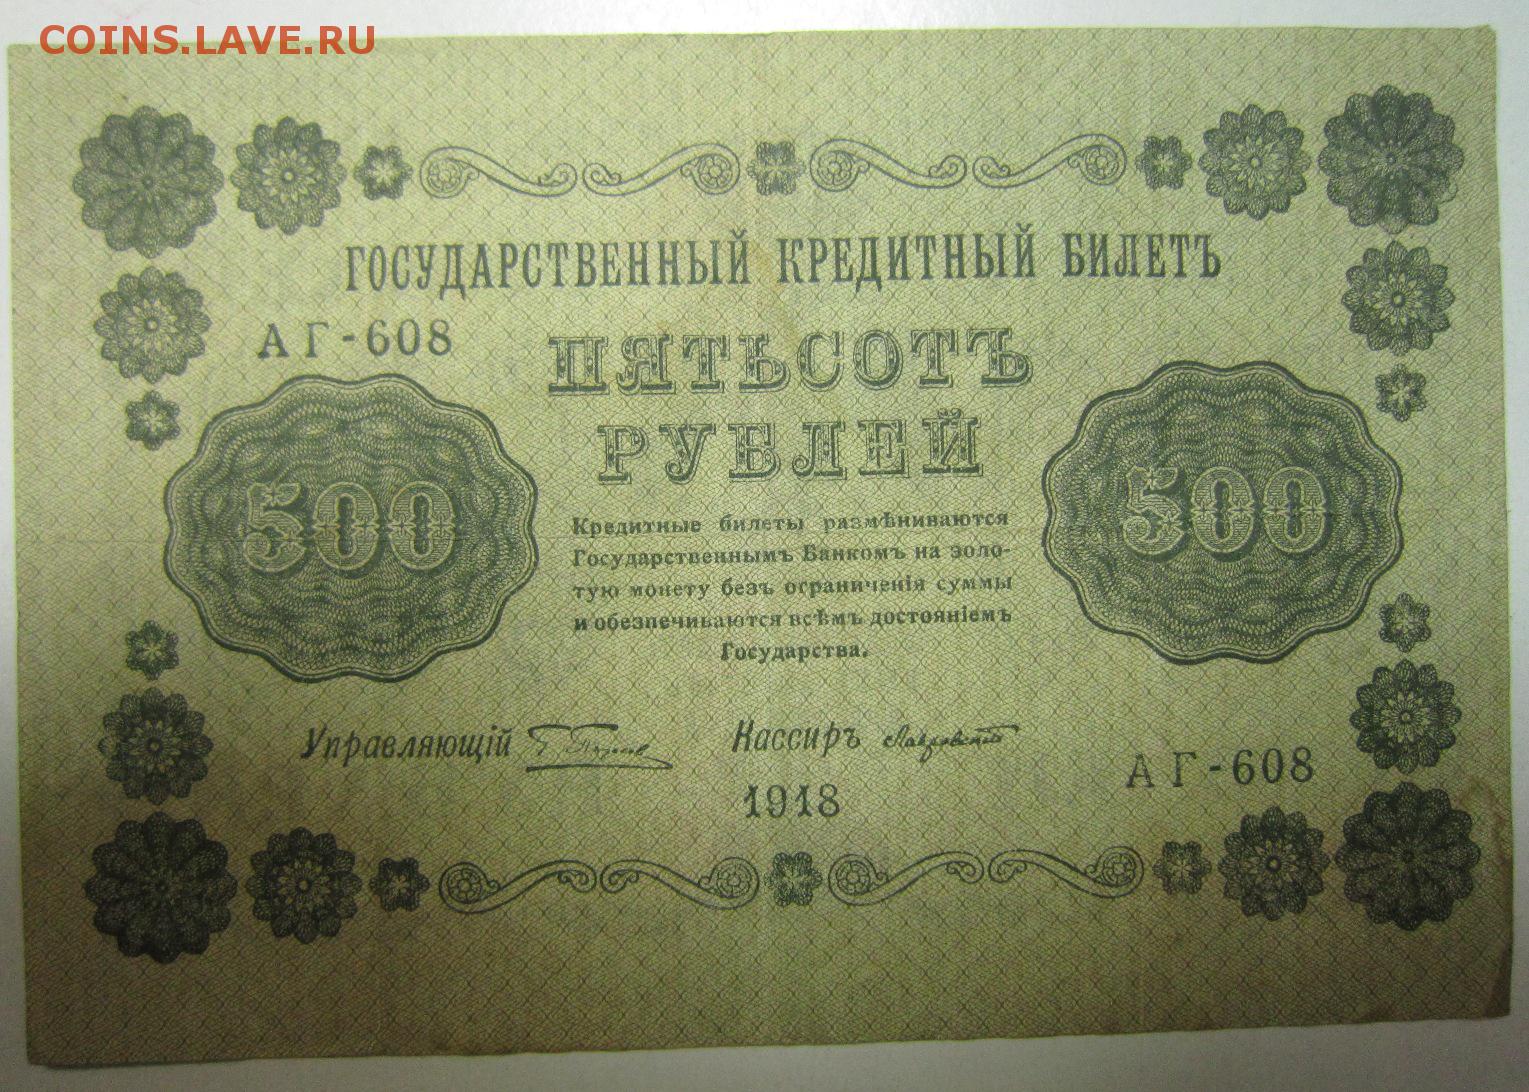 COINS.LAVE.RU
ГОСУДАРСТВЕННЫЙ КРЕДИТНЫЙ БИЛЕТЪ
АГ-608
ПЯТЬСОТЪ
РУБЛЕЙ
500
500
Кредитные билеты размѣниваются
Государственнымъ Банкомъ на золо-
тую монету безъ ограниченія суммы
и обезпечиваются всѣмъ достояніемъ
Государства.
Управляющій
Кассиръ
1918
АГ-608